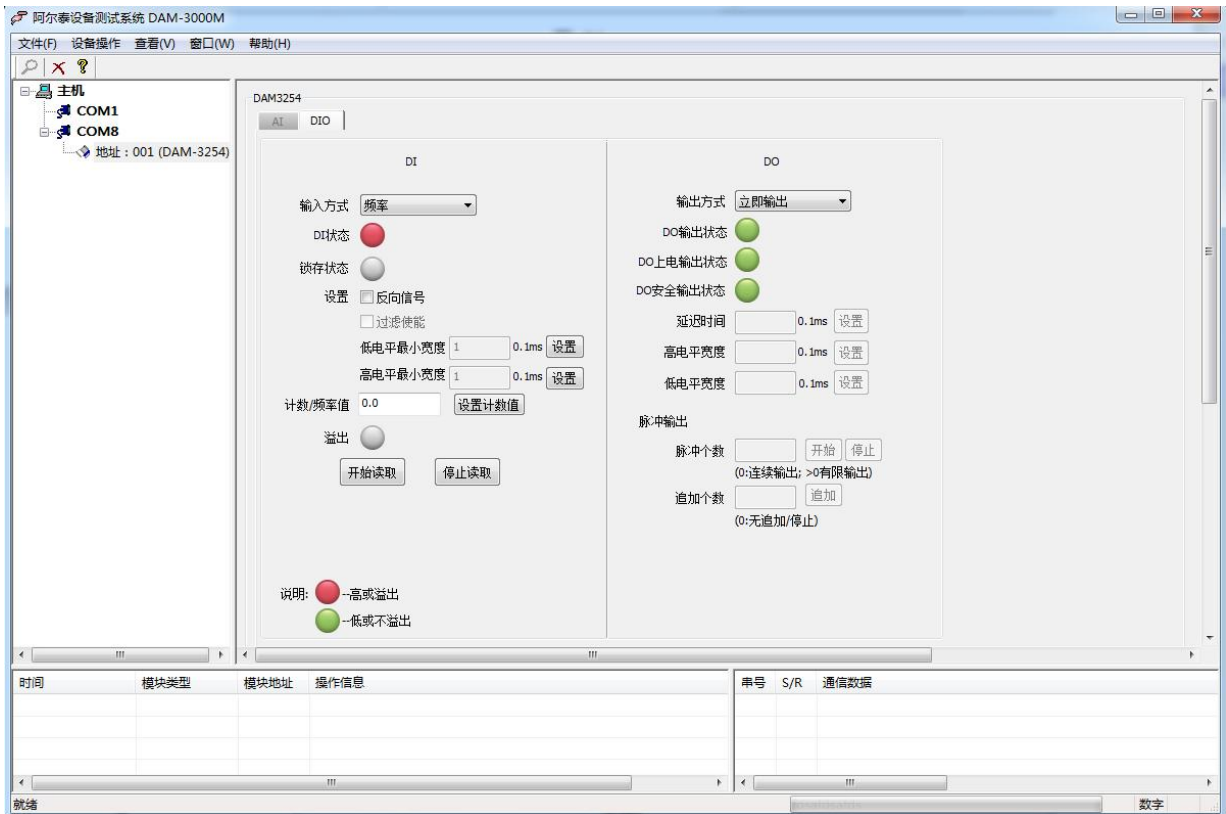 阿尔泰设备测试系统 DAM-3000M
文件(F) 设备操作 查看(V) 窗口(W) 帮助(H)
主机
COM1
COM8
地址：001 (DAM-3254)
DAM3254
AI DIO
DI
输入方式 频率
DI状态
锁存状态
设置 反向信号
过滤使能
低电平最小宽度 1 0.1ms 设置
高电平最小宽度 1 0.1ms 设置
计数/频率值 0.0 设置计数值
溢出
开始读取 停止读取
说明: --高或溢出
--低或不溢出
DO
输出方式 立即输出
DO输出状态
DO上电输出状态
DO安全输出状态
延迟时间 0.1ms 设置
高电平宽度 0.1ms 设置
低电平宽度 0.1ms 设置
脉冲输出
脉冲个数 开始 停止
(0:连续输出; >0有限输出)
追加个数 追加
(0:无追加/停止)
时间 模块类型 模块地址 操作信息
串号 S/R 通信数据
就绪 数字